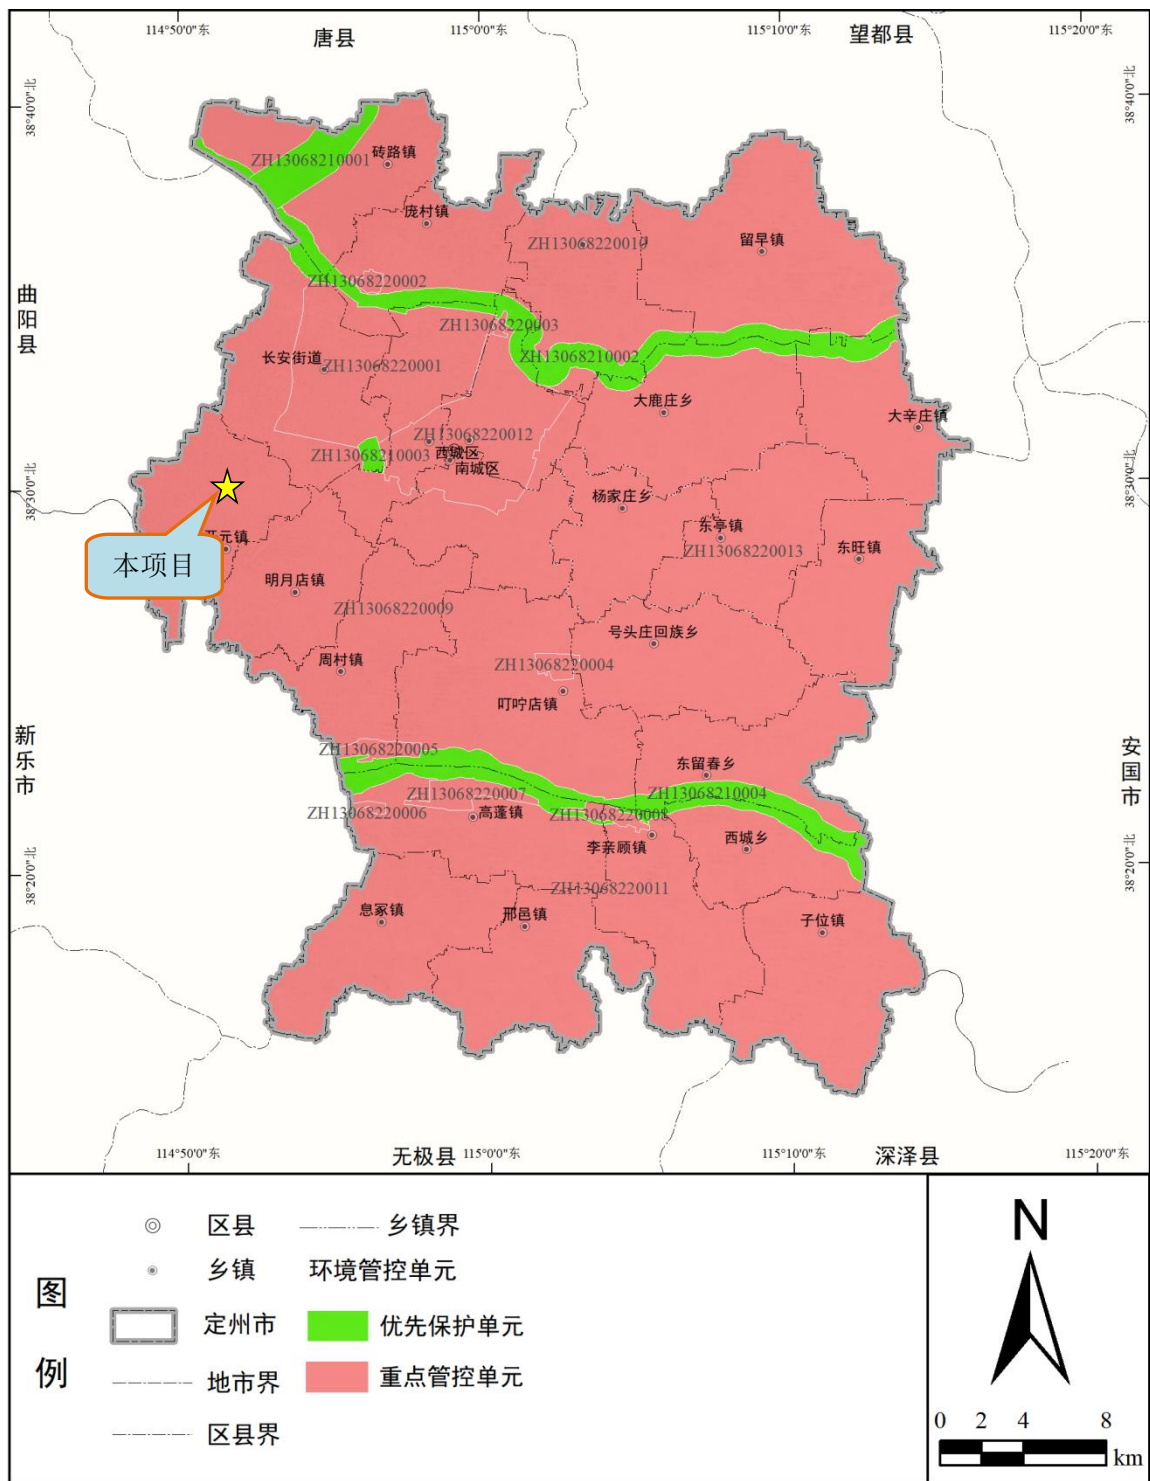 114°50'0"东
115°0'0"东
115°10'0"东
115°20'0"东
唐县
望都县
38°40'0"北
38°40'0"北
砖路镇
ZH13068210001
庞村镇
ZH13068220010
留早镇
ZH13068220002
曲阳县
ZH13068220003
ZH13068210002
长安街道
ZH13068220001
大鹿庄乡
大辛庄镇
ZH13068220012
ZH13068210003
西城区
南城区
38°30'0"北
38°30'0"北
杨家庄乡
东亭镇
ZH13068220013
东旺镇
元镇
本项目
明月店镇
ZH13068220009
号头庄回族乡
周村镇
ZH13068220004
叮咛店镇
新乐市
安国市
ZH13068220005
东留春乡
ZH13068220007
ZH13068210004
ZH13068220006
高蓬镇
ZH13068220008
李亲顾镇
西城乡
38°20'0"北
38°20'0"北
ZH13068220011
息冢镇
邢邑镇
子位镇
114°50'0"东
无极县
115°0'0"东
115°10'0"东
深泽县
115°20'0"东
图例
区县
乡镇界
乡镇
环境管控单元
定州市
优先保护单元
地市界
重点管控单元
区县界
N
0 2 4 8
km